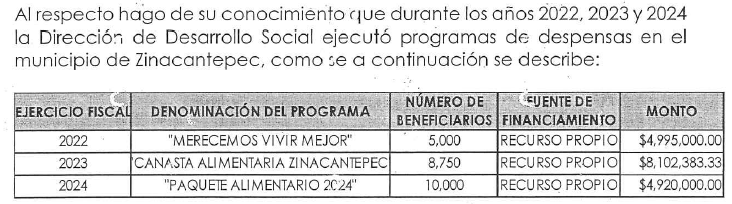 Al respecto hago de su conocimiento que durante los años 2022, 2023 y 2024
la Dirección de Desarrollo Social ejecutó programas de despensas en el
municipio de Zinacantepec, como se a continuación se describe:
EJERCICIO FISCAL DENOMINACIÓN DEL PROGRAMA NÚMERO DE BENEFICIARIOS FUENTE DE FINANCIAMIENTO MONTO
2022 "MERECEMOS VIVIR MEJOR" 5,000 RECURSO PROPIO $4,995,000.00
2023 "CANASTA ALIMENTARIA ZINACANTEPEC 8,750 RECURSO PROPIO $8,102,383.33
2024 "PAQUETE ALIMENTARIO 2024" 10,000 RECURSO PROPIO $4,920,000.00